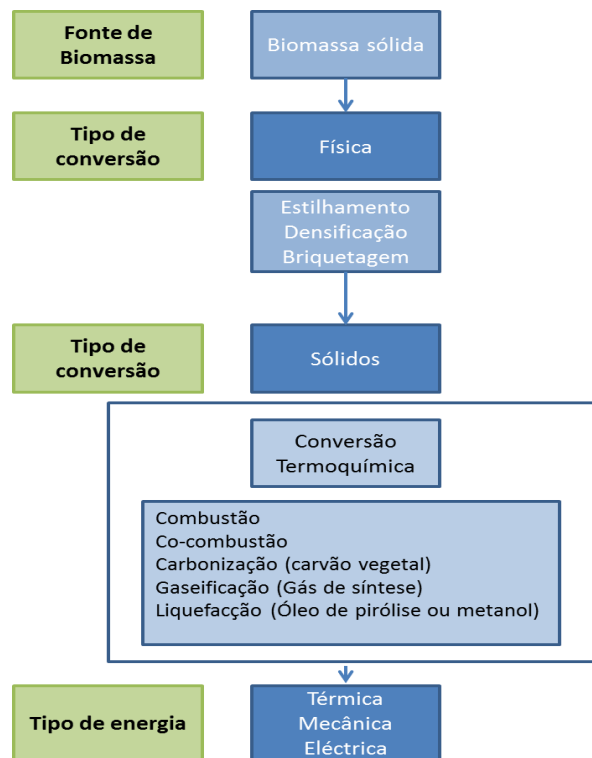 Fonte de
Biomassa
Biomassa sólida
Tipo de
conversão
Física
Estilhamento
Densificação
Briquetagem
Tipo de
conversão
Sólidos
Conversão
Termoquímica
Combustão
Co-combustão
Carbonização (carvão vegetal)
Gaseificação (Gás de síntese)
Liquefacção (Óleo de pirólise ou metanol)
Tipo de energia
Térmica
Mecânica
Eléctrica